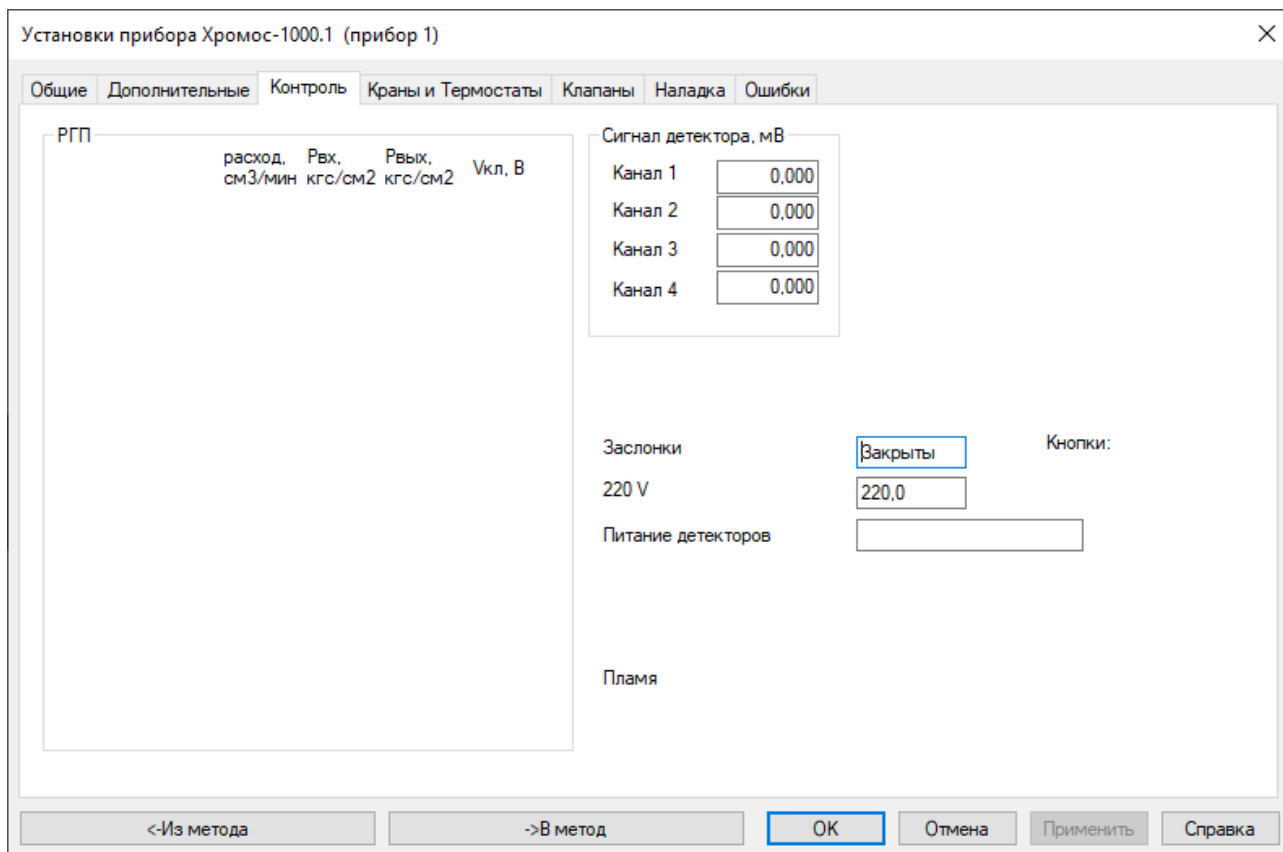 Установки прибора Хромос-1000.1 (прибор 1)
Общие Дополнительные Контроль Краны и Термостаты Клапаны Наладка Ошибки
РГП
расход, Рвх, Рвых, Vкл, В
см3/мин кгс/см2 кгс/см2
Сигнал детектора, мВ
Канал 1 0,000
Канал 2 0,000
Канал 3 0,000
Канал 4 0,000
Заслонки Закрыты Кнопки:
220 V 220,0
Питание детекторов
Пламя
<-Из метода ->В метод OK Отмена Применить Справка